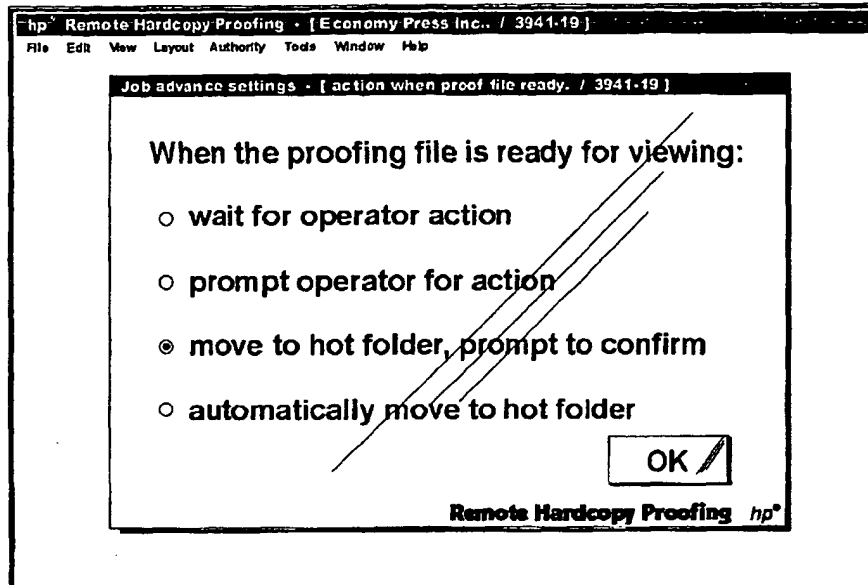 hp Remote Hardcopy Proofing - [ Economy Press Inc.. / 3941-19 ]
File Edit View Layout Authority Tools Window Help
Job advance settings - [ action when proof file ready. / 3941-19 ]
When the proofing file is ready for viewing:
wait for operator action
prompt operator for action
move to hot folder, prompt to confirm
automatically move to hot folder
OK
Remote Hardcopy Proofing hp